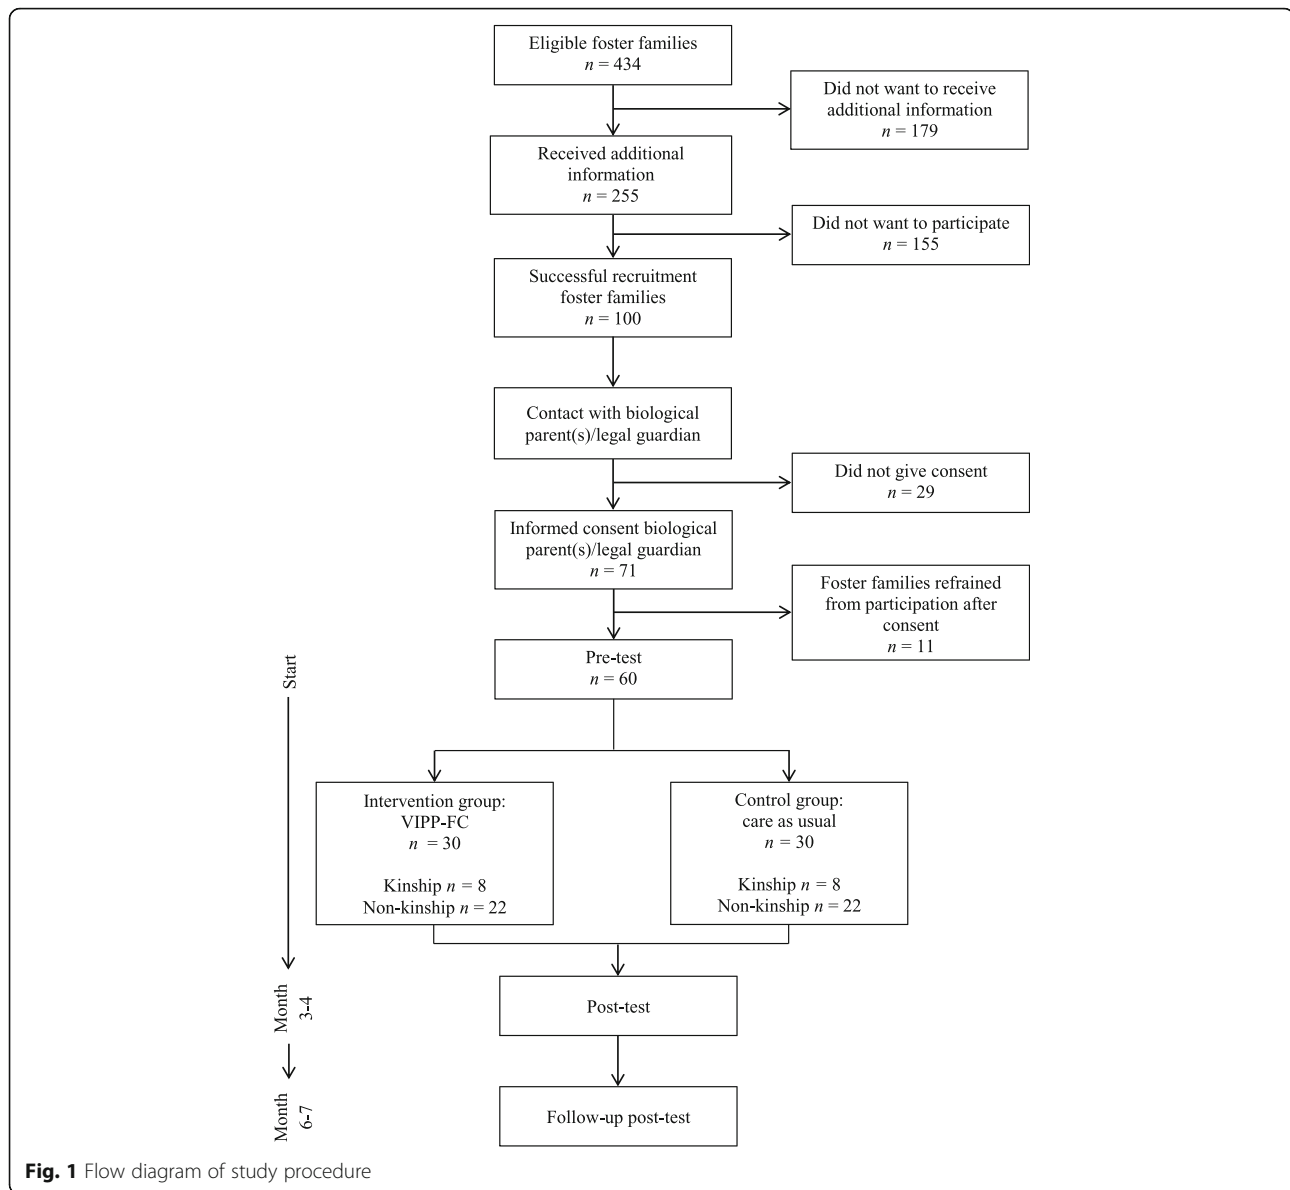 Eligible foster families
n = 434
Did not want to receive
additional information
n = 179
Received additional
information
n = 255
Did not want to participate
n = 155
Successful recruitment
foster families
n = 100
Contact with biological
parent(s)/legal guardian
Did not give consent
n = 29
Informed consent biological
parent(s)/legal guardian
n = 71
Foster families refrained
from participation after
consent
n = 11
Pre-test
n = 60
Start
Intervention group:
VIPP-FC
n = 30
Kinship n = 8
Non-kinship n = 22
Control group:
care as usual
n = 30
Kinship n = 8
Non-kinship n = 22
Month
3-4
Post-test
Month
6-7
Follow-up post-test
Fig. 1 Flow diagram of study procedure